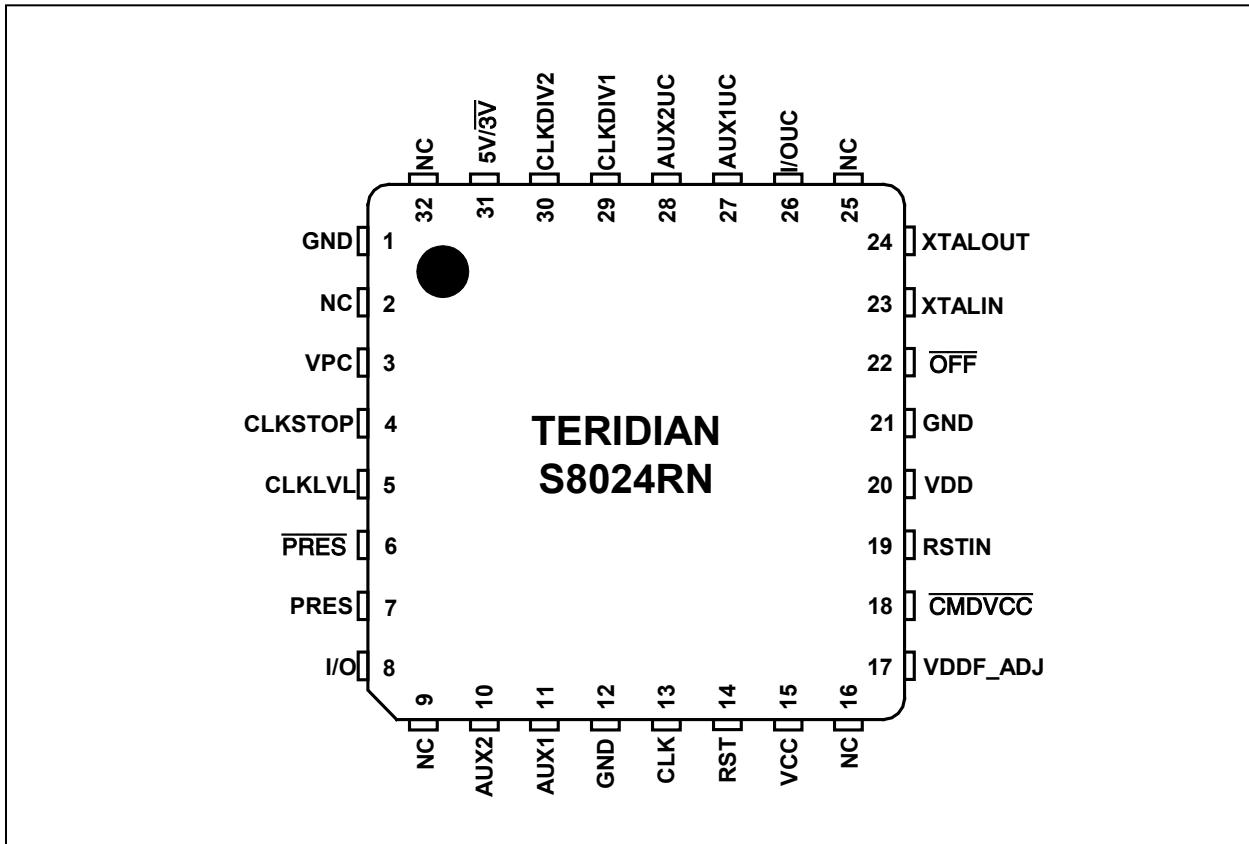 NC
5V/3V
CLKDIV2
CLKDIV1
AUX2UC
AUX1UC
I/OUC
NC
32
31
30
29
28
27
26
25
GND 1
NC 2
VPC 3
CLKSTOP 4
CLKLVL 5
PRES 6
PRES 7
I/O 8
TERIDIAN
S8024RN
24 XTALOUT
23 XTALIN
22 OFF
21 GND
20 VDD
19 RSTIN
18 CMDVCC
17 VDDF_ADJ
9
10
11
12
13
14
15
16
NC
AUX2
AUX1
GND
CLK
RST
VCC
NC